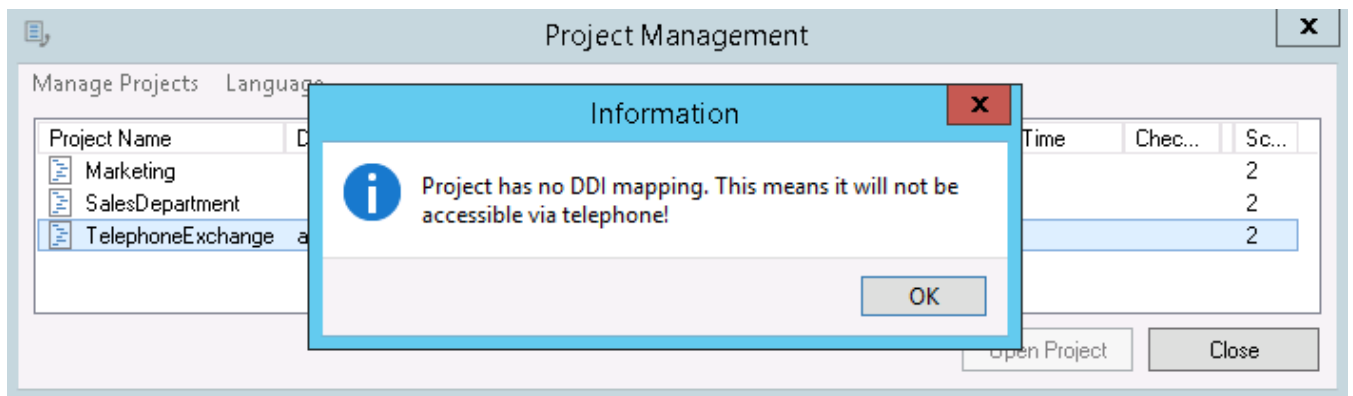 Project Management
x
Manage Projects Language
Information
x
Project Name
Time Chec... Sc...
Marketing 2
Project has no DDI mapping. This means it will not be
accessible via telephone!
SalesDepartment 2
TelephoneExchange 2
OK
Open Project Close